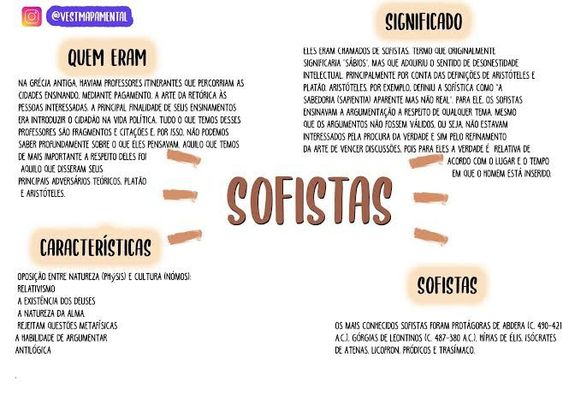 @VESTMAPAMENTAL
QUEM ERAM
NA GRÉCIA ANTIGA, HAVIAM PROFESSORES ITINERANTES QUE PERCORRIAM AS
CIDADES ENSINANDO, MEDIANTE PAGAMENTO, A ARTE DA RETÓRICA ÀS
PESSOAS INTERESSADAS. A PRINCIPAL FINALIDADE DE SEUS ENSINAMENTOS
ERA INTRODUZIR O CIDADÃO NA VIDA POLÍTICA. TUDO O QUE TEMOS DESSES
PROFESSORES SÃO FRAGMENTOS E CITAÇÕES E, POR ISSO, NÃO PODEMOS
SABER PROFUNDAMENTE SOBRE O QUE ELES PENSAVAM. AQUILO QUE TEMOS
DE MAIS IMPORTANTE A RESPEITO DELES FOI
AQUILO QUE DISSERAM SEUS
PRINCIPAIS ADVERSÁRIOS TEÓRICOS, PLATÃO
E ARISTÓTELES.
SIGNIFICADO
ELES ERAM CHAMADOS DE SOFISTAS, TERMO QUE ORIGINALMENTE
SIGNIFICARIA "SÁBIOS", MAS QUE ADQUIRIU O SENTIDO DE DESONESTIDADE
INTELECTUAL, PRINCIPALMENTE POR CONTA DAS DEFINIÇÕES DE ARISTÓTELES E
PLATÃO. ARISTÓTELES, POR EXEMPLO, DEFINIU A SOFÍSTICA COMO "A
SABEDORIA (SAPIENTIA) APARENTE MAS NÃO REAL". PARA ELE, OS SOFISTAS
ENSINAVAM A ARGUMENTAÇÃO A RESPEITO DE QUALQUER TEMA, MESMO
QUE OS ARGUMENTOS NÃO FOSSEM VÁLIDOS, OU SEJA, NÃO ESTAVAM
INTERESSADOS PELA PROCURA DA VERDADE E SIM PELO REFINAMENTO
DA ARTE DE VENCER DISCUSSÕES, POIS PARA ELES A VERDADE É RELATIVA DE
ACORDO COM O LUGAR E O TEMPO
EM QUE O HOMEM ESTÁ INSERIDO.
SOFISTAS
CARACTERÍSTICAS
OPOSIÇÃO ENTRE NATUREZA (PHÝSIS) E CULTURA (NÓMOS);
RELATIVISMO
A EXISTÊNCIA DOS DEUSES
A NATUREZA DA ALMA
REJEITAM QUESTÕES METAFÍSICAS
A HABILIDADE DE ARGUMENTAR
ANTILÓGICA
SOFISTAS
OS MAIS CONHECIDOS SOFISTAS FORAM PROTÁGORAS DE ABDERA (C. 490-421
A.C.), GÓRGIAS DE LEONTINOS (C. 487-380 A.C.), HÍPIAS DE ÉLIS, ISÓCRATES
DE ATENAS, LICOFRON, PRÓDICOS E TRASÍMACO.